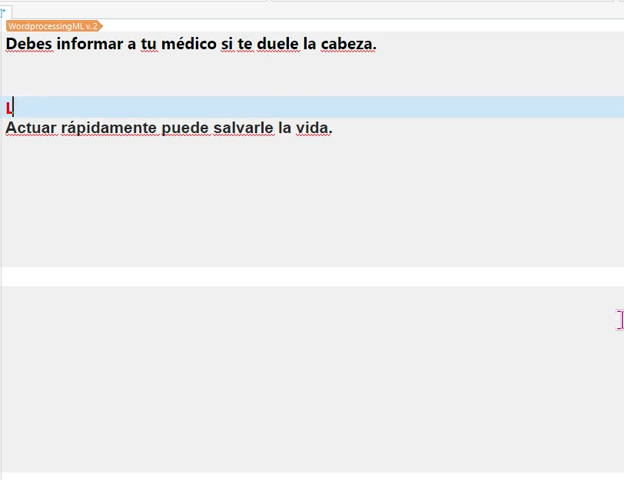 WordprocessingML v.2
Debes informar a tu médico si te duele la cabeza.
L
Actuar rápidamente puede salvarle la vida.